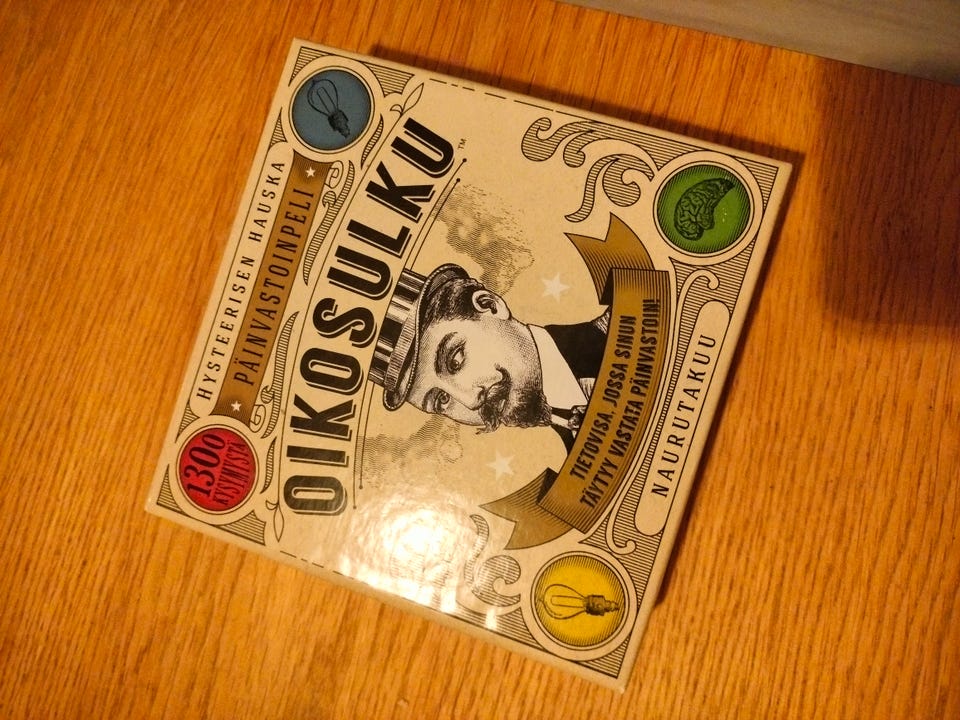 HYSTEERISEN HAUSKA
PÄINVASTOINPELI
1300
KYSYMYSTÄ
OIKOSULKU™
TIETOVISA, JOSSA SINUN
TÄYTYY VASTATA PÄINVASTOIN!
NAURUTAKUU